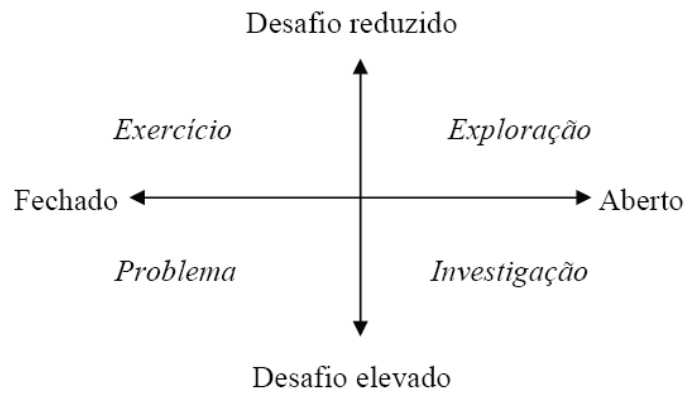 Desafio reduzido
Exercício Exploração
Fechado Aberto
Problema Investigação
Desafio elevado